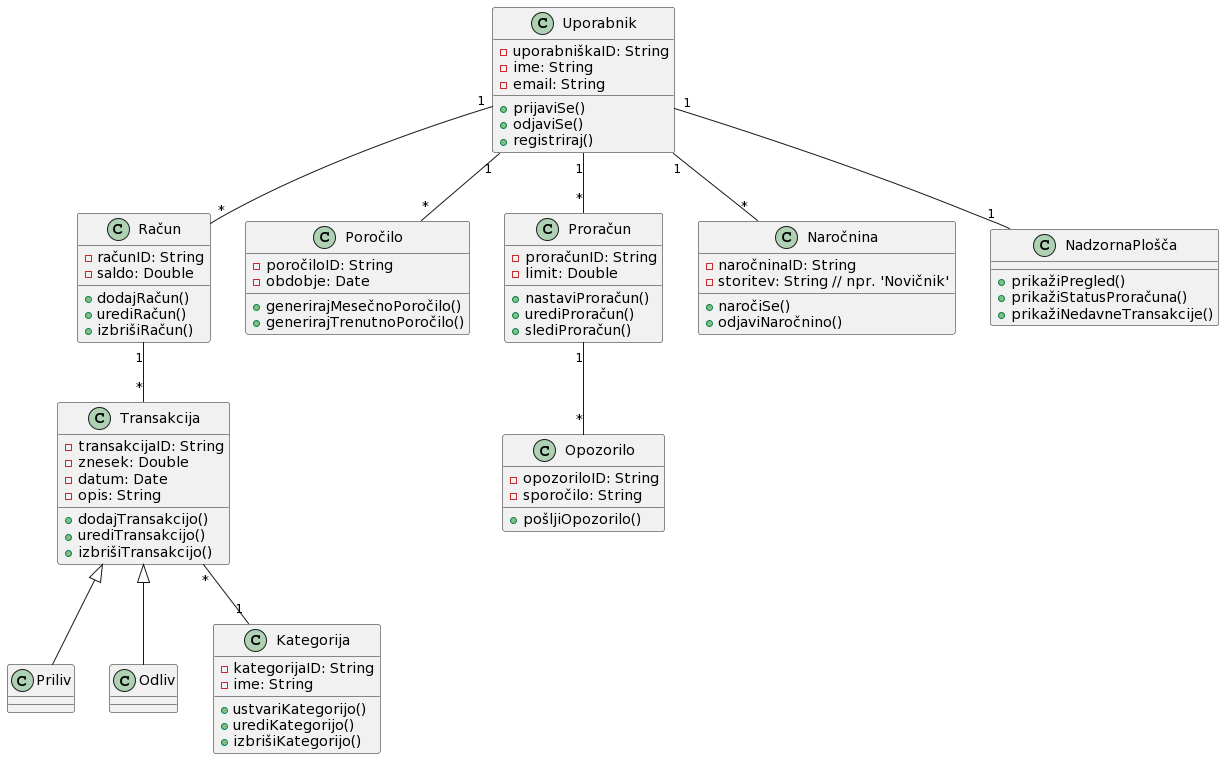 C Uporabnik
uporabniškaID: String
ime: String
email: String
prijaviSe()
odjaviSe()
registriraj()
1
1
1
1
1
*
*
*
*
1
C Račun
računID: String
saldo: Double
dodajRačun()
urediRačun()
izbrišiRačun()
C Poročilo
poročiloID: String
obdobje: Date
generirajMesečnoPoročilo()
generirajTrenutnoPoročilo()
C Proračun
proračunID: String
limit: Double
nastaviProračun()
urediProračun()
slediProračun()
C Naročnina
naročninaID: String
storitev: String // npr. 'Novičnik'
naročiSe()
odjaviNaročnino()
C NadzornaPlošča
prikažiPregled()
prikažiStatusProračuna()
prikažiNedavneTransakcije()
1
*
1
*
C Transakcija
transakcijaID: String
znesek: Double
datum: Date
opis: String
dodajTransakcijo()
urediTransakcijo()
izbrišiTransakcijo()
C Opozorilo
opozoriloID: String
sporočilo: String
pošljiOpozorilo()
*
1
C Priliv
C Odliv
C Kategorija
kategorijaID: String
ime: String
ustvariKategorijo()
urediKategorijo()
izbrišiKategorijo()